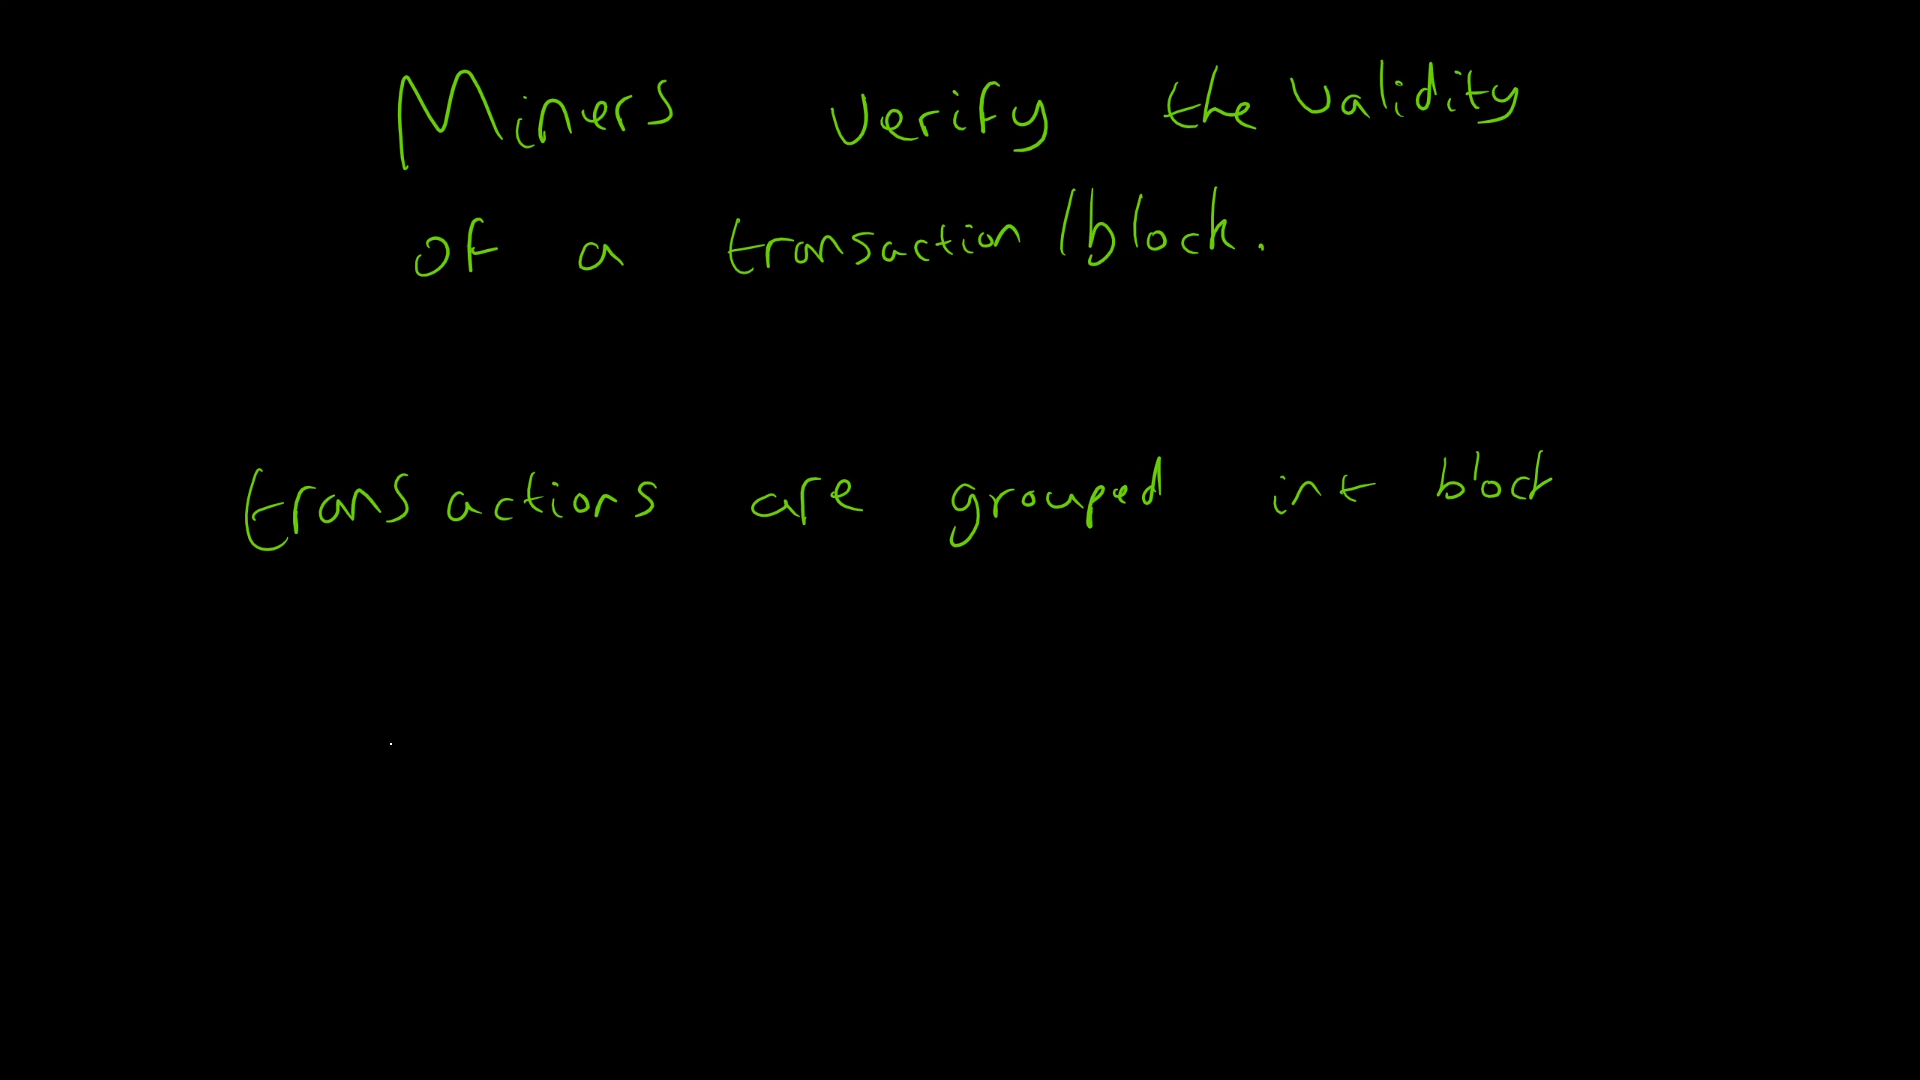 Miners verify the validity
of a transaction/block.
transactions are grouped int block